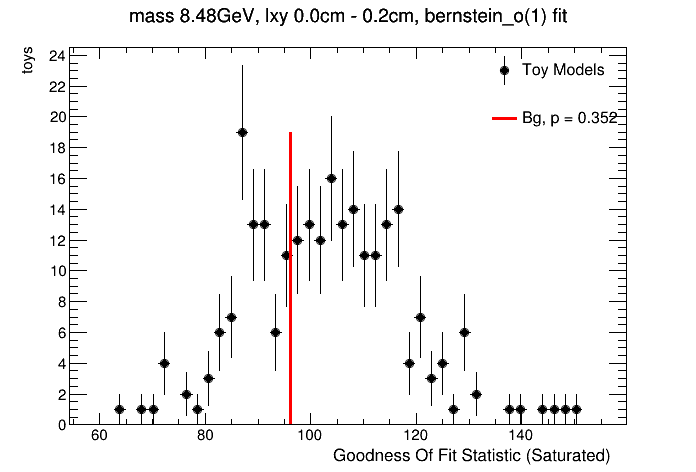 mass 8.48GeV, lxy 0.0cm - 0.2cm, bernstein_o(1) fit
toys
24
22
20
18
16
14
12
10
8
6
4
2
0
Toy Models
Bg, p = 0.352
60 80 100 120 140
Goodness Of Fit Statistic (Saturated)